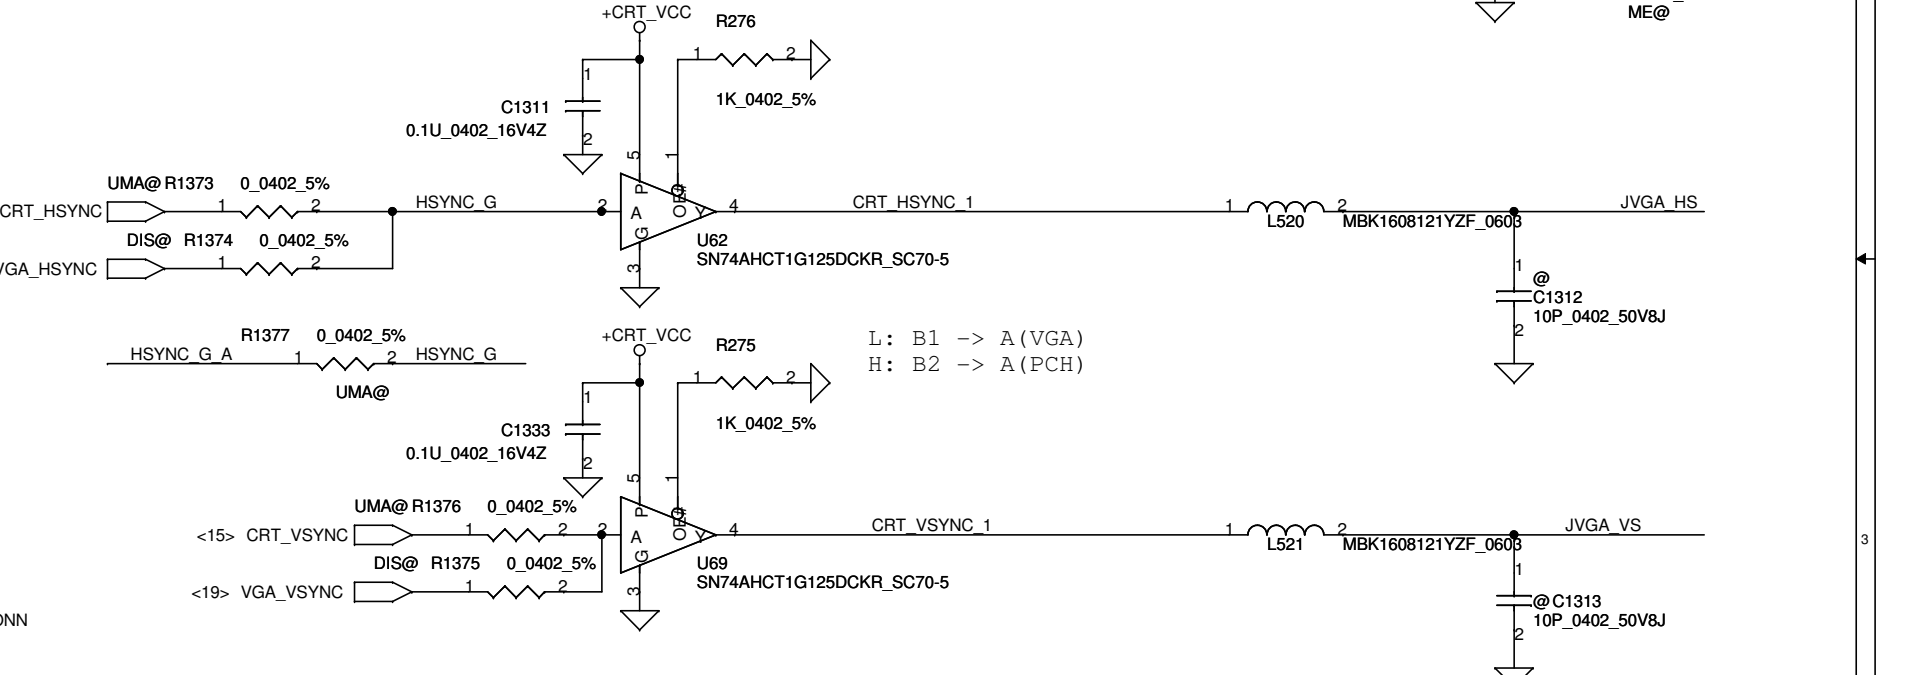 +CRT_VCC
R276
ME@
1
2
1
C1311
0.1U_0402_16V4Z
1K_0402_5%
2
5
1
UMA@ R1373 0_0402_5%
P
OE#
CRT_HSYNC 1 2 HSYNC_G 2 A Y 4 CRT_HSYNC_1 1 2 JVGA_HS
L520 MBK1608121YZF_0603
DIS@ R1374 0_0402_5%
G
U62
SN74AHCT1G125DCKR_SC70-5
VGA_HSYNC 1 2
3
1
@
C1312
10P_0402_50V8J
2
R1377 0_0402_5%
HSYNC_G_A 1 2 HSYNC_G
UMA@
+CRT_VCC
R275
L: B1 -> A(VGA)
H: B2 -> A(PCH)
1 2
1
C1333
0.1U_0402_16V4Z
1K_0402_5%
2
5
1
UMA@ R1376 0_0402_5%
P
OE#
<15> CRT_VSYNC 1 2 2 A Y 4 CRT_VSYNC_1 1 2 JVGA_VS
L521 MBK1608121YZF_0603
3
DIS@ R1375 0_0402_5%
G
U69
SN74AHCT1G125DCKR_SC70-5
<19> VGA_VSYNC 1 2
3
1
@ C1313
10P_0402_50V8J
2